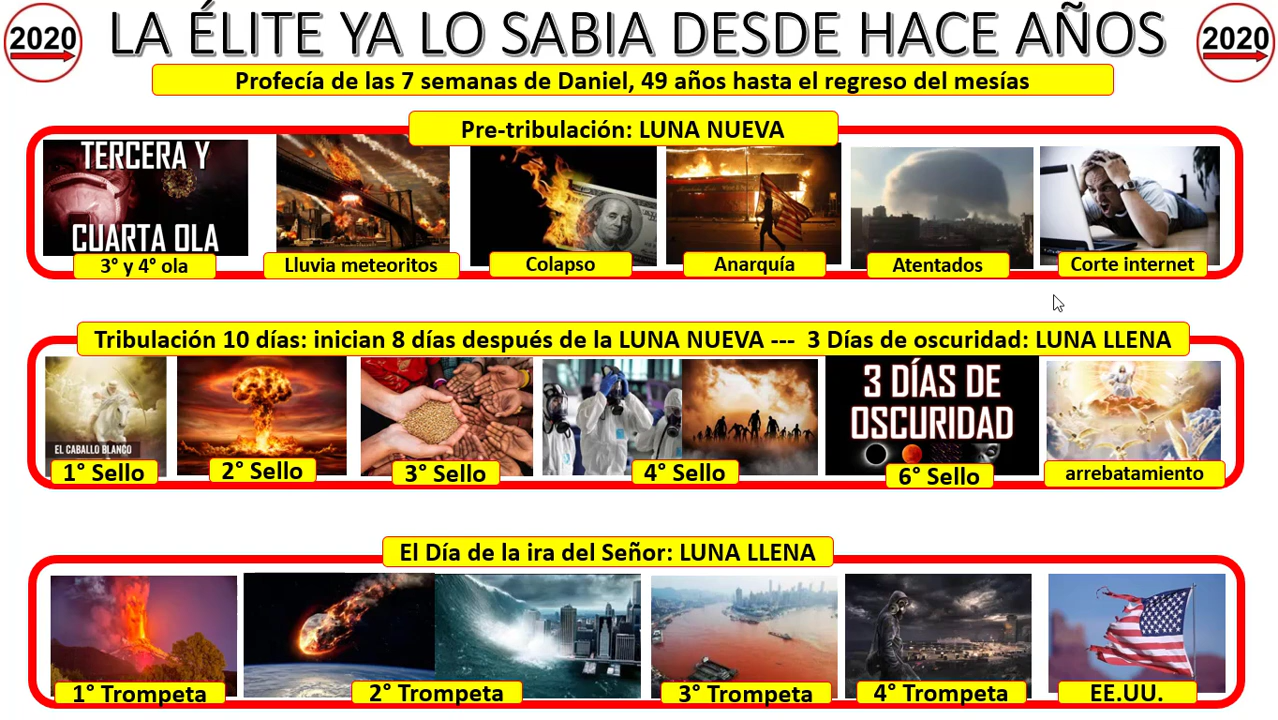 2020
LA ÉLITE YA LO SABIA DESDE HACE AÑOS
2020
Profecía de las 7 semanas de Daniel, 49 años hasta el regreso del mesías
Pre-tribulación: LUNA NUEVA
TERCERA Y
CUARTA OLA
3° y 4° ola
Lluvia meteoritos
Colapso
Anarquía
Atentados
Corte internet
Tribulación 10 días: inician 8 días después de la LUNA NUEVA --- 3 Días de oscuridad: LUNA LLENA
EL CABALLO BLANCO
3 DÍAS DE
OSCURIDAD
1° Sello
2° Sello
3° Sello
4° Sello
6° Sello
arrebatamiento
El Día de la ira del Señor: LUNA LLENA
1° Trompeta
2° Trompeta
3° Trompeta
4° Trompeta
EE.UU.